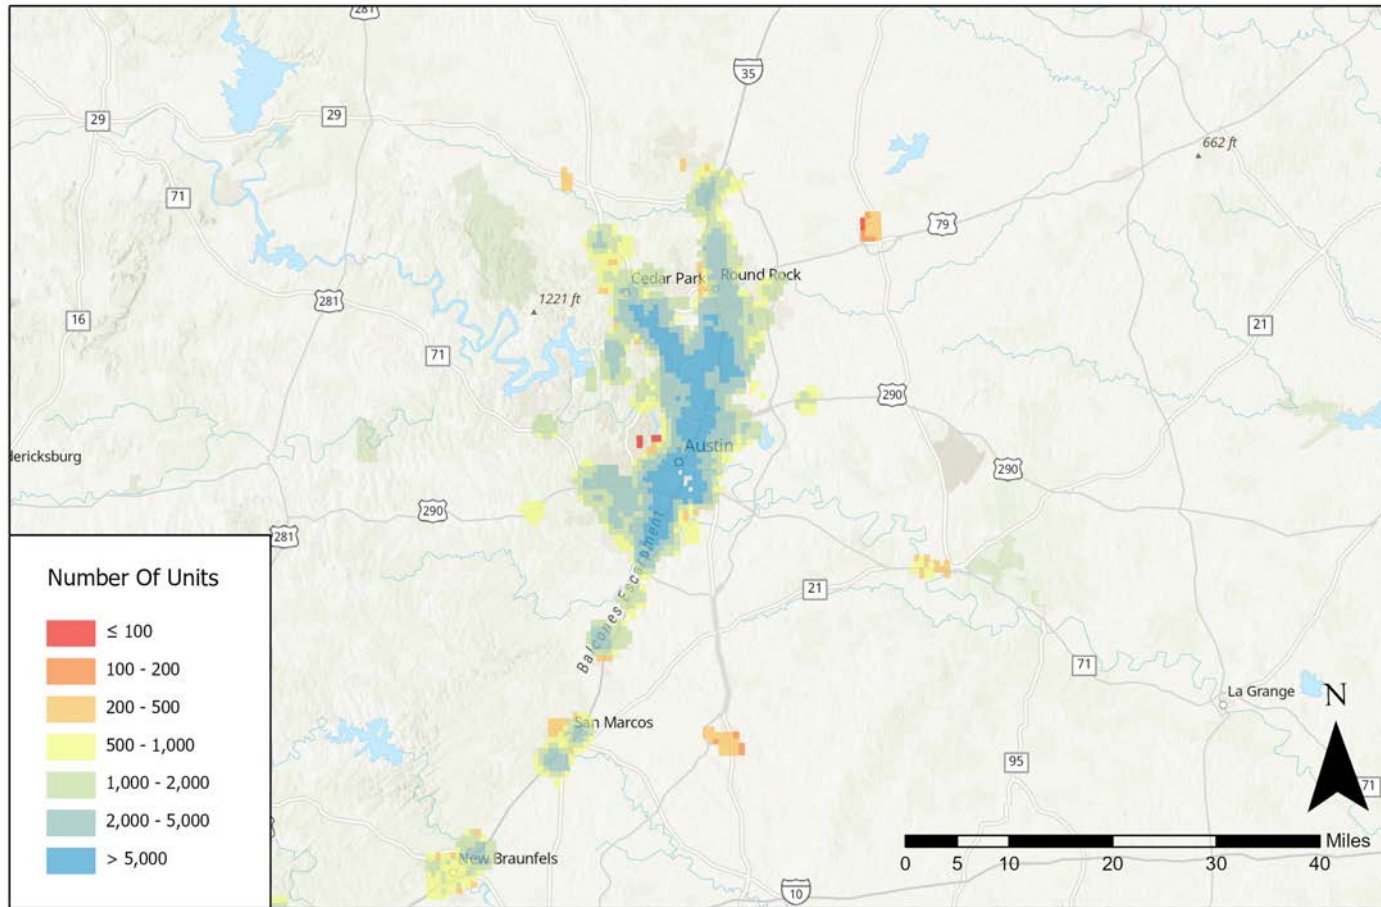 281
35
29
29
662 ft
71
79
Cedar Park
Round Rock
1221 ft
281
16
21
71
290
Austin
dericksburg
290
290
281
Balcones Escarpment
21
71
La Grange
N
San Marcos
95
71
New Braunfels
10
Number Of Units
≤ 100
100 - 200
200 - 500
500 - 1,000
1,000 - 2,000
2,000 - 5,000
> 5,000
Miles
0 5 10 20 30 40